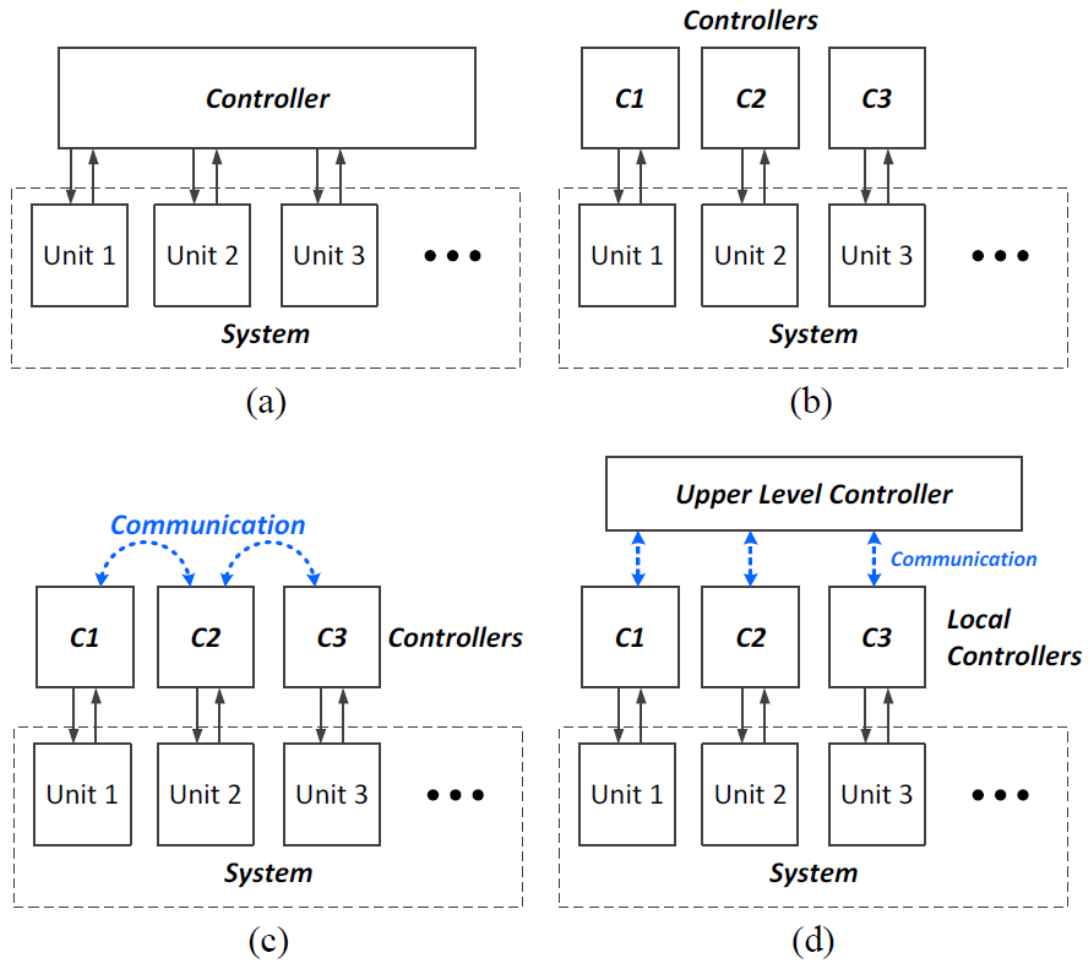 Controller
Unit 1 Unit 2 Unit 3
System
(a)
Controllers
C1 C2 C3
Unit 1 Unit 2 Unit 3
System
(b)
Communication
C1 C2 C3 Controllers
Unit 1 Unit 2 Unit 3
System
(c)
Upper Level Controller
Communication
C1 C2 C3
Local
Controllers
Unit 1 Unit 2 Unit 3
System
(d)